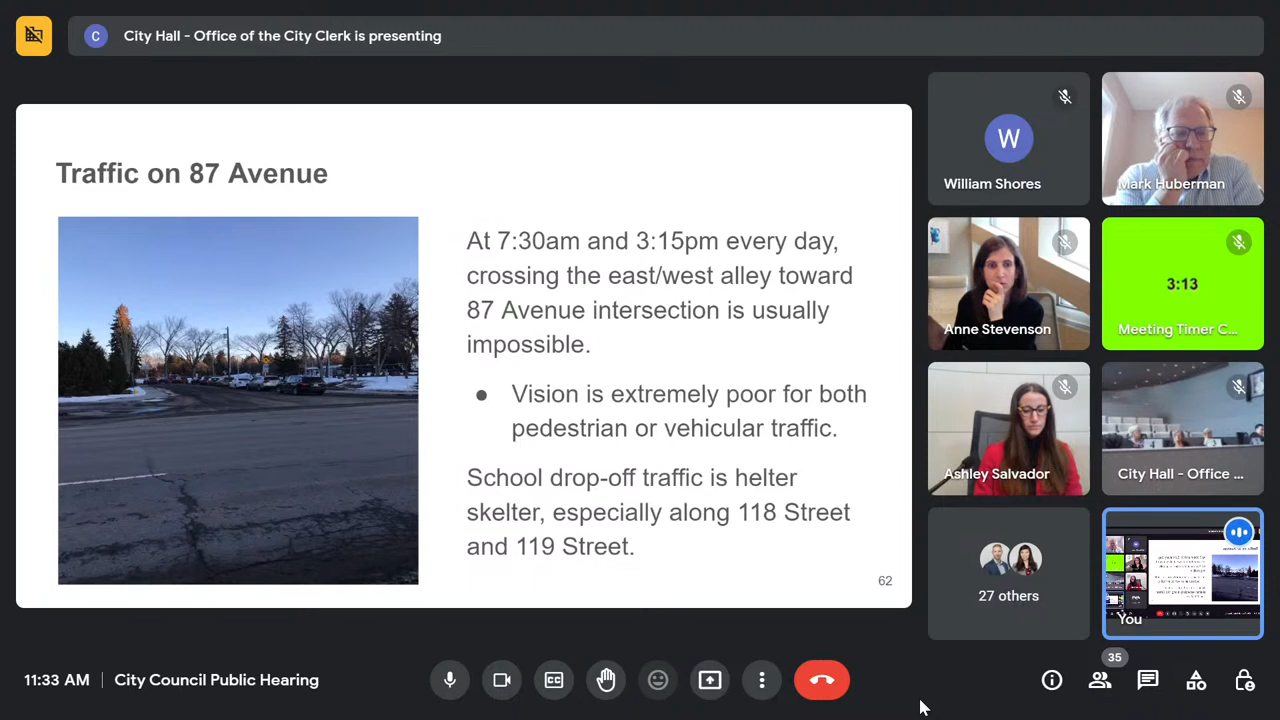 C
City Hall - Office of the City Clerk is presenting
Traffic on 87 Avenue
At 7:30am and 3:15pm every day,
crossing the east/west alley toward
87 Avenue intersection is usually
impossible.
● Vision is extremely poor for both
pedestrian or vehicular traffic.
School drop-off traffic is helter
skelter, especially along 118 Street
and 119 Street.
62
W
William Shores
Mark Huberman
Anne Stevenson
3:13
Meeting Timer C...
Ashley Salvador
City Hall - Office ...
27 others
You
11:33 AM | City Council Public Hearing
CC
35